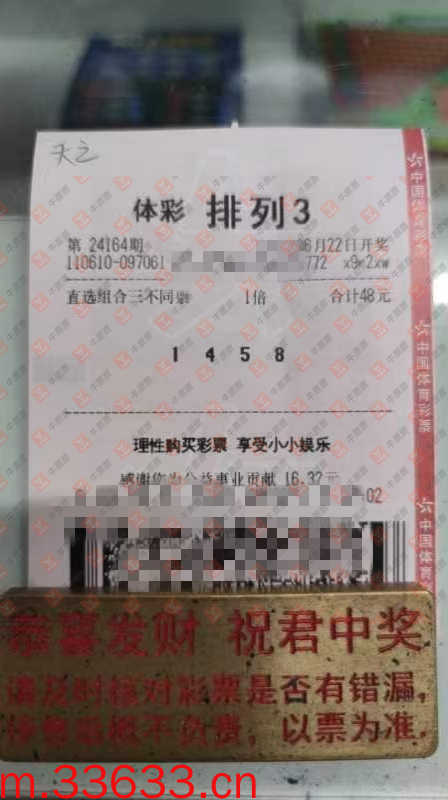 天之
体彩 排列3
第 24164期 6月22日开奖
110610-097061 772 x9w2xw
直选组合三不同票 1倍 合计48元
1 4 5 8
理性购买彩票 享受小小娱乐
感谢您为公益事业贡献 16.32元
02
中国体育彩票
中国体育彩票
恭喜发财 祝君中奖
请及时核对彩票是否有错漏,
负责，以票为准.
m.33633.cn